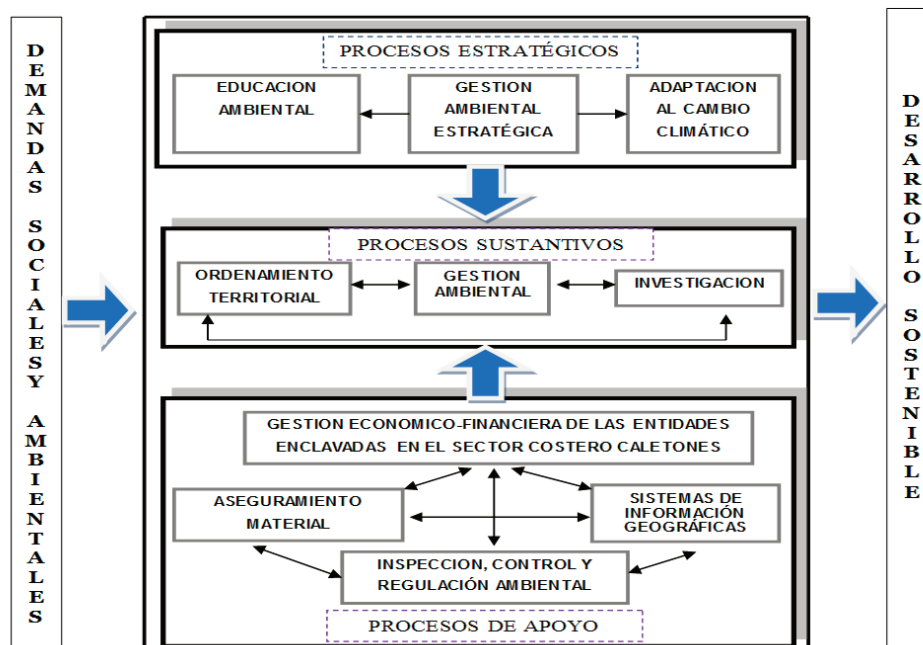 DEMANDAS SOCIALESY AMBIENTALES
PROCESOS ESTRATÉGICOS
EDUCACION
AMBIENTAL
GESTION
AMBIENTAL
ESTRATÉGICA
ADAPTACION
AL CAMBIO
CLIMÁTICO
PROCESOS SUSTANTIVOS
ORDENAMIENTO
TERRITORIAL
GESTION
AMBIENTAL
INVESTIGACION
GESTION ECONOMICO-FINANCIERA DE LAS ENTIDADES
ENCLAVADAS EN EL SECTOR COSTERO CALETONES
ASEGURAMIENTO
MATERIAL
SISTEMAS DE
INFORMACIÓN
GEOGRÁFICAS
INSPECCION, CONTROL Y
REGULACIÓN AMBIENTAL
PROCESOS DE APOYO
DESARROLLO SOSTENIBLE